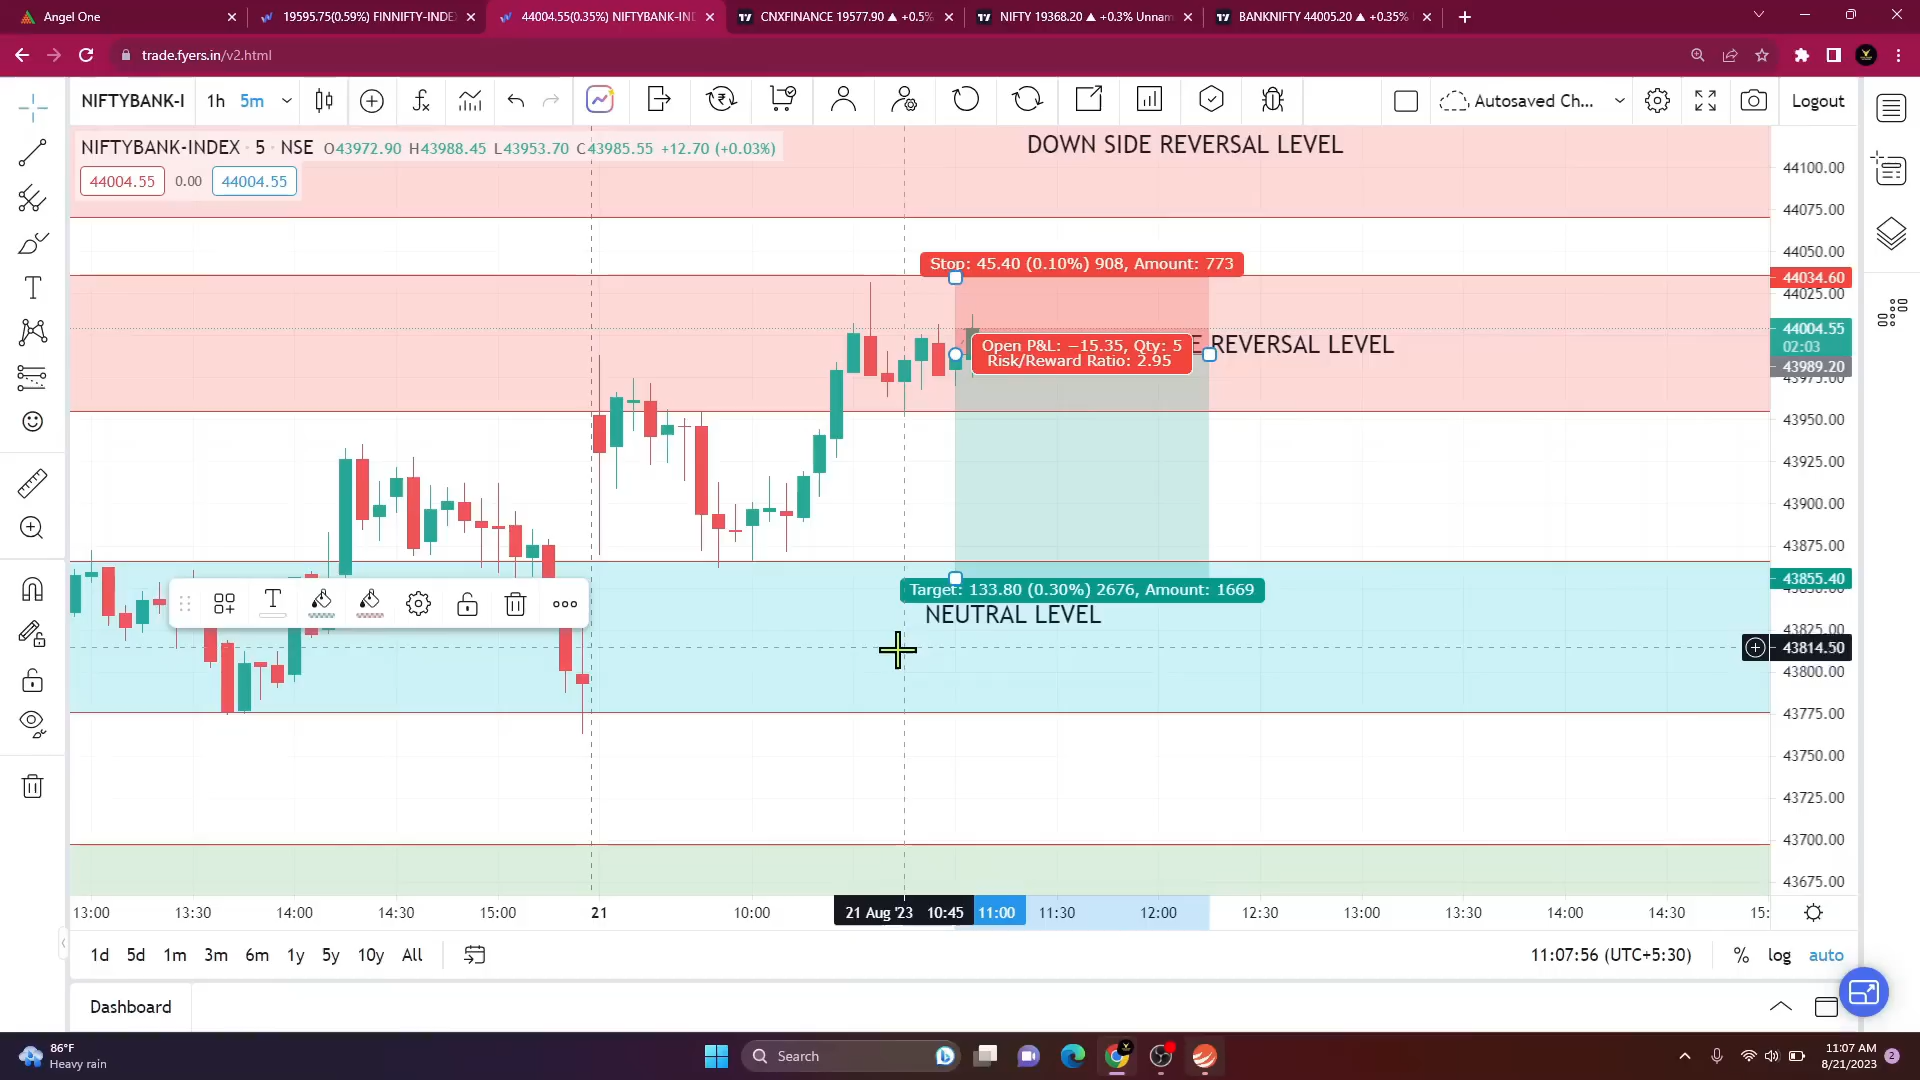 Angel One
19595.75(0.59%) FINNIFTY-INDEX
44004.55(0.35%) NIFTYBANK-IND
CNXFINANCE 19577.90 ▲ +0.5%
NIFTY 19368.20 ▲ +0.3% Unnam
BANKNIFTY 44005.20 ▲ +0.35%
trade.fyers.in/v2.html
NIFTYBANK-I
1h 5m
Autosaved Ch...
Logout
NIFTYBANK-INDEX · 5 · NSE O43972.90 H43988.45 L43953.70 C43985.55 +12.70 (+0.03%)
44004.55 0.00 44004.55
DOWN SIDE REVERSAL LEVEL
Stop: 45.40 (0.10%) 908, Amount: 773
Open P&L: −15.35, Qty: 5
Risk/Reward Ratio: 2.95
E REVERSAL LEVEL
Target: 133.80 (0.30%) 2676, Amount: 1669
NEUTRAL LEVEL
44100.00
44075.00
44050.00
44034.60
44025.00
44004.55
02:03
43989.20
43975.00
43950.00
43925.00
43900.00
43875.00
43855.40
43850.00
43825.00
43814.50
43800.00
43775.00
43750.00
43725.00
43700.00
43675.00
13:00 13:30 14:00 14:30 15:00 21 10:00 21 Aug '23 10:45 11:00 11:30 12:00 12:30 13:00 13:30 14:00 14:30 15:
1d 5d 1m 3m 6m 1y 5y 10y All
11:07:56 (UTC+5:30) % log auto
Dashboard
86°F
Heavy rain
Search
11:07 AM
8/21/2023
2